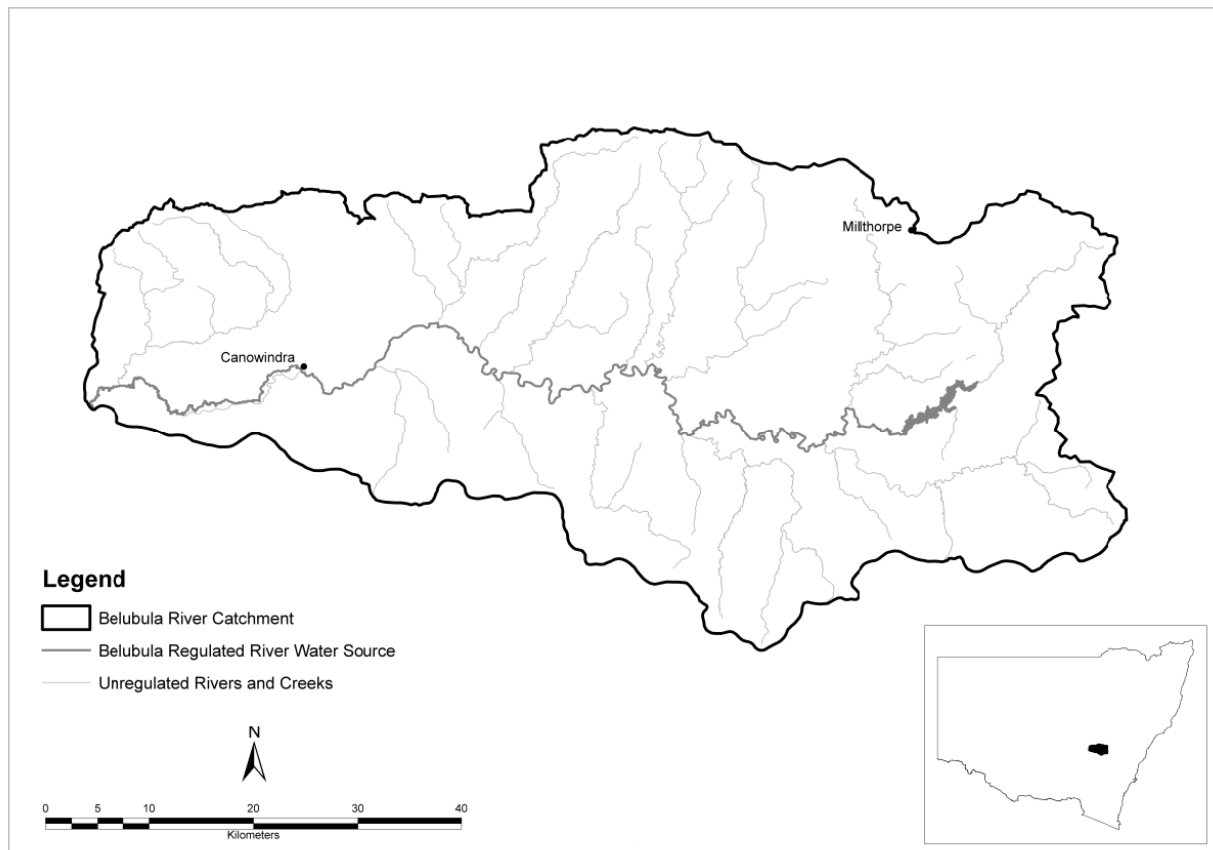 Millthorpe
Canowindra
Legend
Belubula River Catchment
Belubula Regulated River Water Source
Unregulated Rivers and Creeks
N
0 5 10 20 30 40
Kilometers